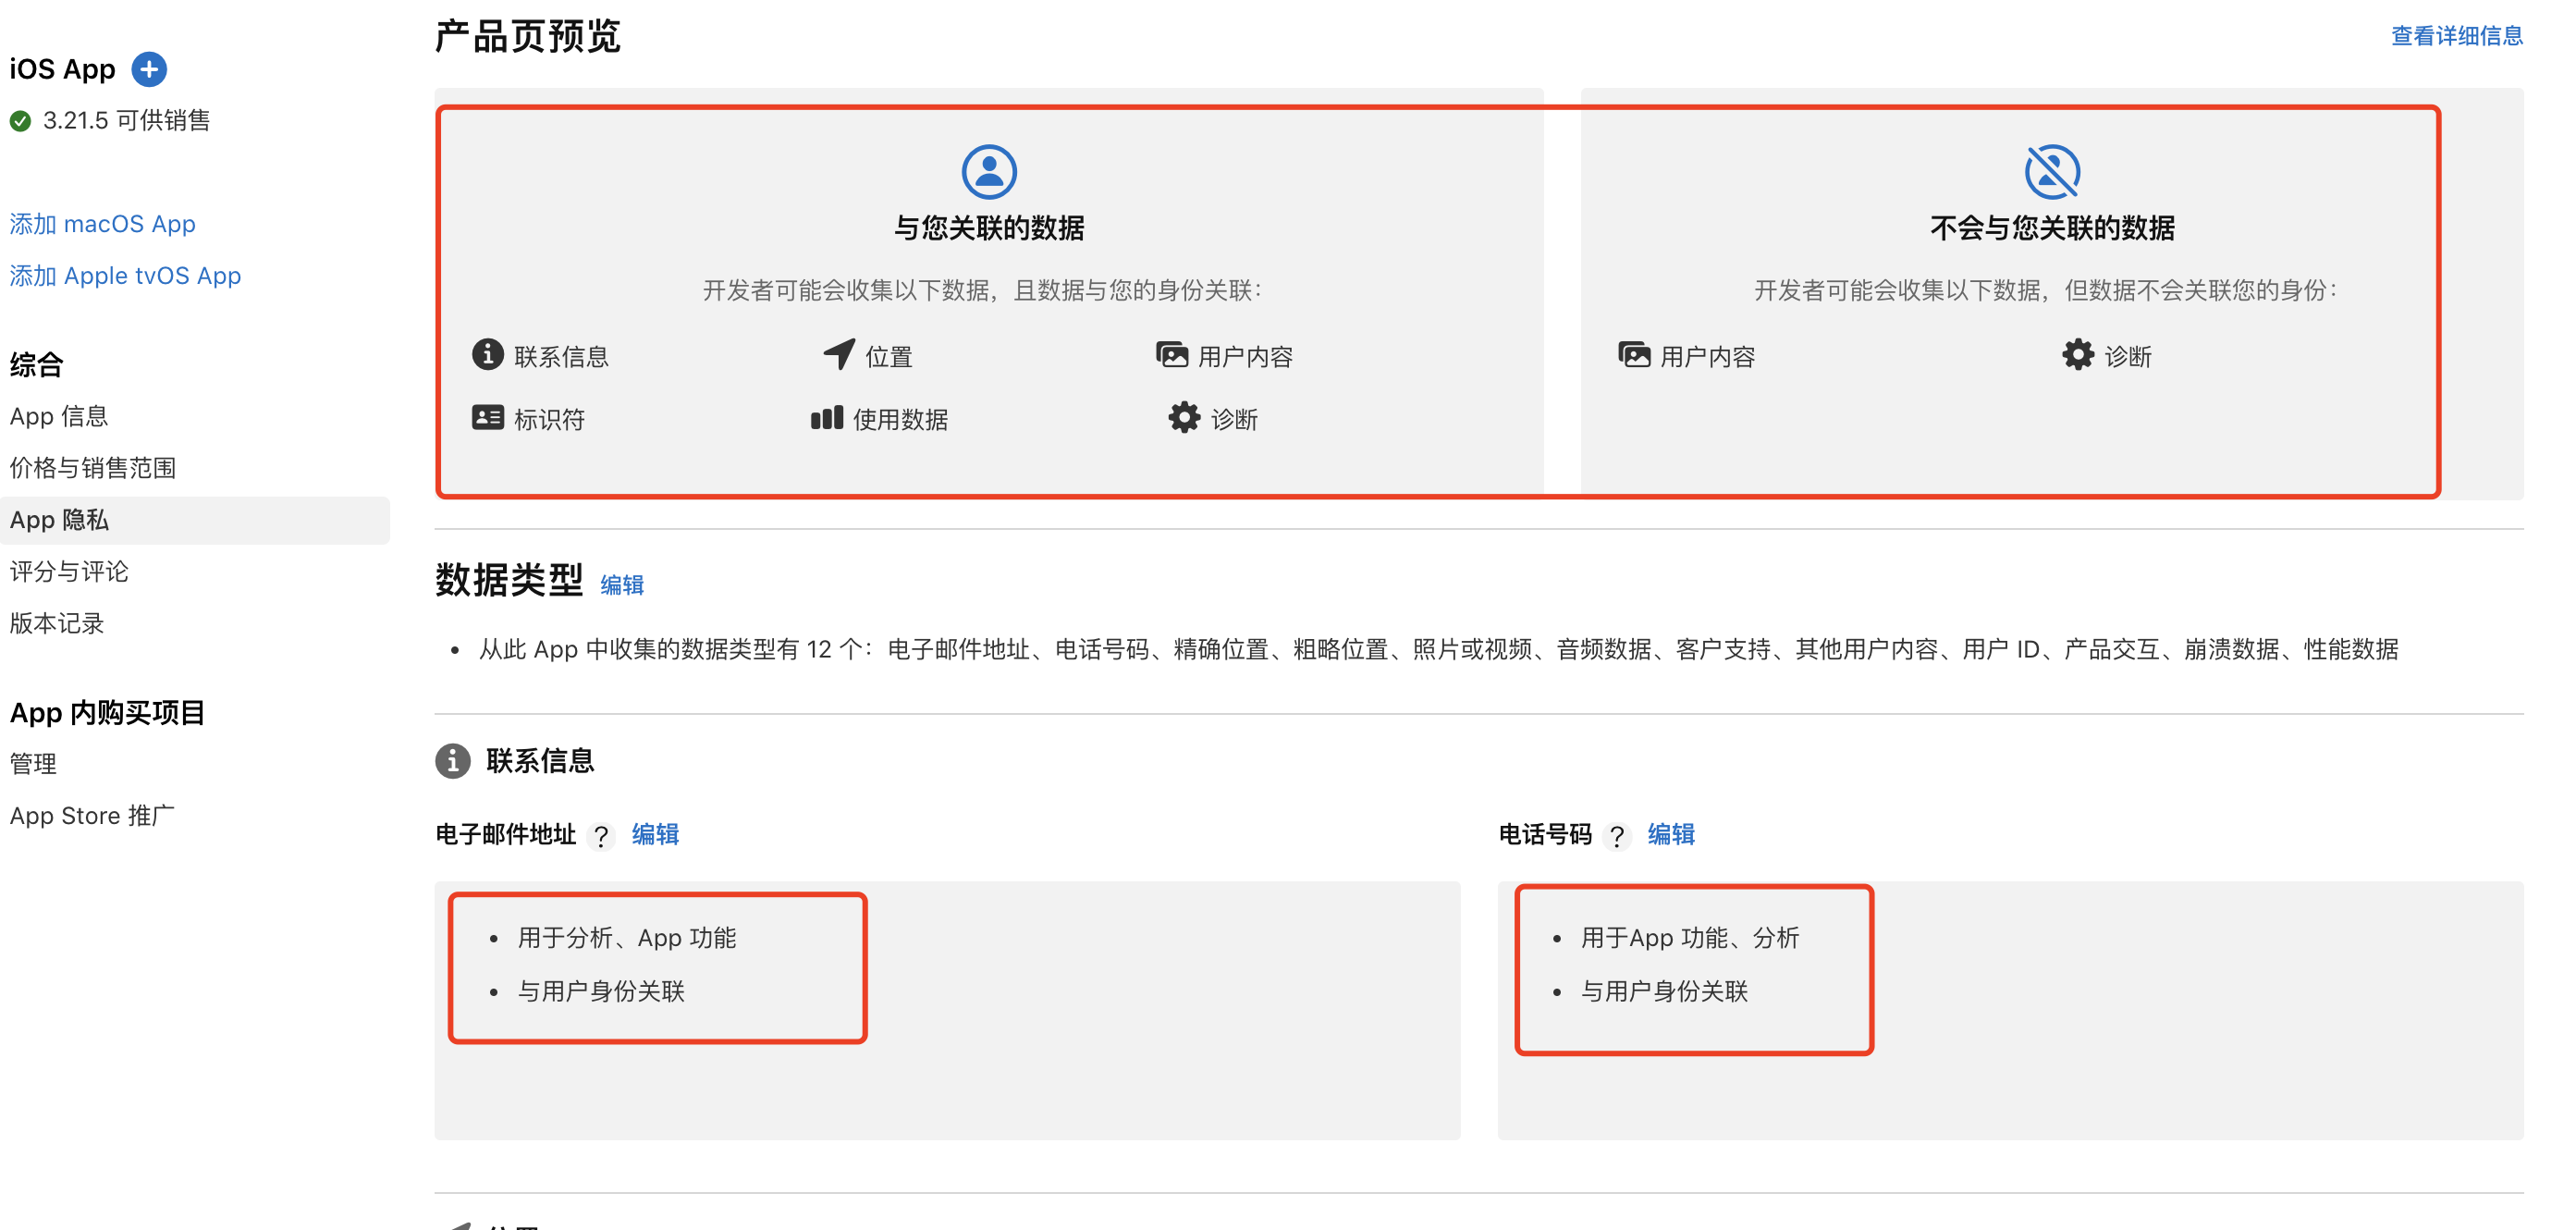 iOS App
3.21.5 可供销售
添加 macOS App
添加 Apple tvOS App
综合
App 信息
价格与销售范围
App 隐私
评分与评论
版本记录
App 内购买项目
管理
App Store 推广
产品页预览
查看详细信息
与您关联的数据
开发者可能会收集以下数据，且数据与您的身份关联：
联系信息
位置
用户内容
标识符
使用数据
诊断
不会与您关联的数据
开发者可能会收集以下数据，但数据不会关联您的身份：
用户内容
诊断
数据类型 编辑
• 从此 App 中收集的数据类型有 12 个：电子邮件地址、电话号码、精确位置、粗略位置、照片或视频、音频数据、客户支持、其他用户内容、用户 ID、产品交互、崩溃数据、性能数据
联系信息
电子邮件地址 ? 编辑
• 用于分析、App 功能
• 与用户身份关联
电话号码 ? 编辑
• 用于App 功能、分析
• 与用户身份关联